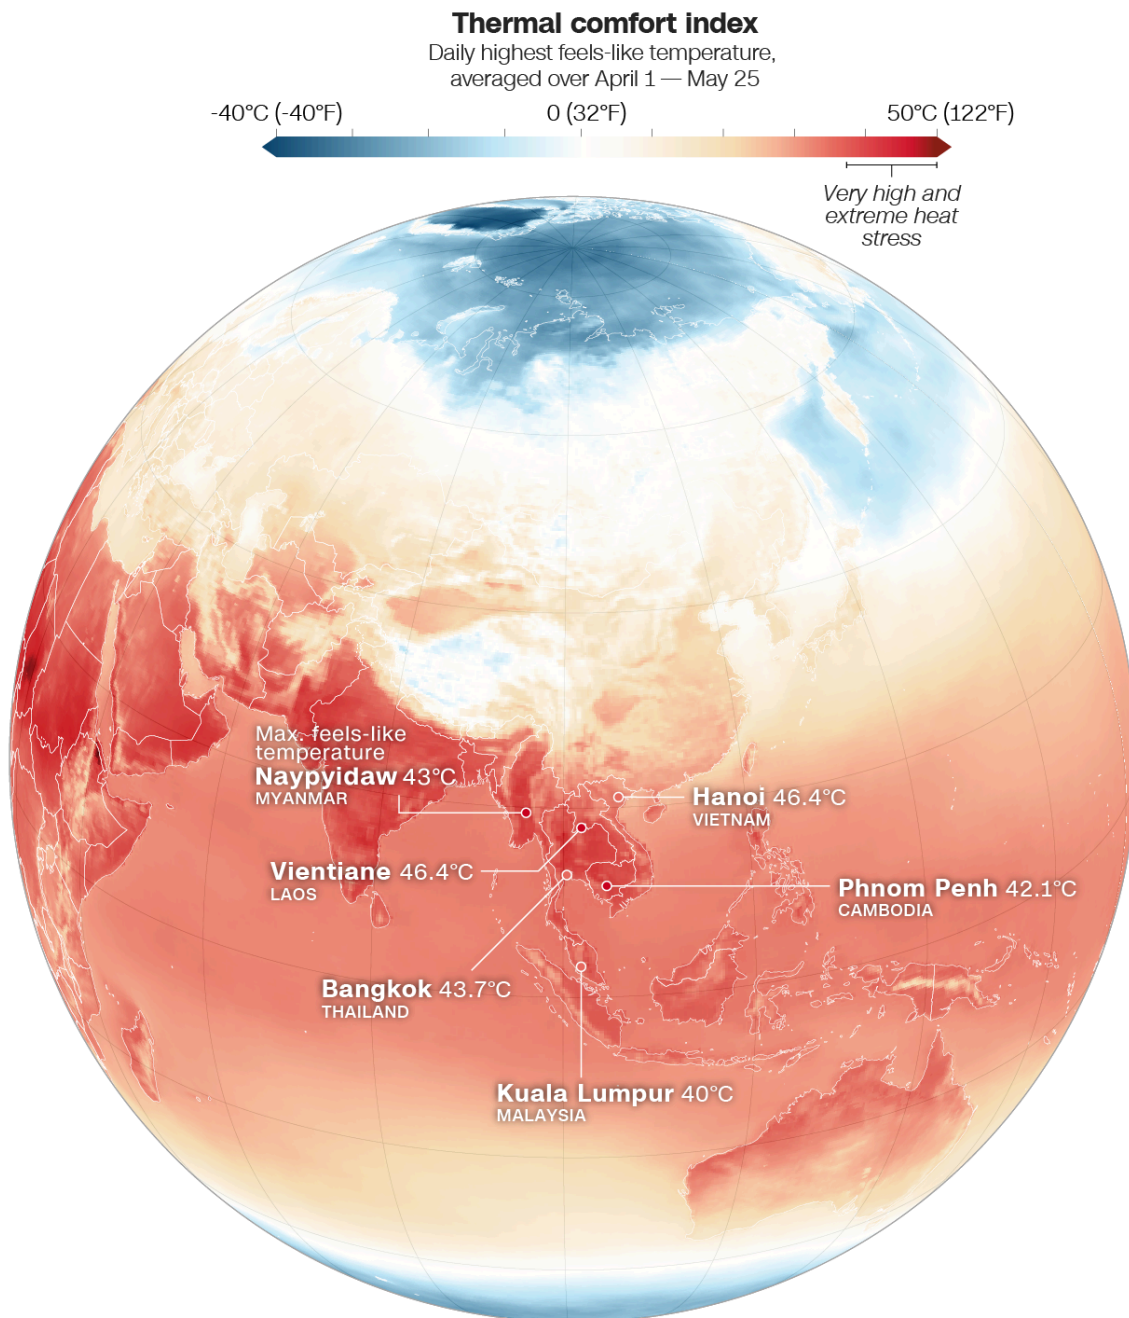 Thermal comfort index
Daily highest feels-like temperature,
averaged over April 1 — May 25
-40°C (-40°F)
0 (32°F)
50°C (122°F)
Very high and
extreme heat
stress
Max. feels-like
temperature
Naypyidaw 43°C
MYANMAR
Hanoi 46.4°C
VIETNAM
Vientiane 46.4°C
LAOS
Phnom Penh 42.1°C
CAMBODIA
Bangkok 43.7°C
THAILAND
Kuala Lumpur 40°C
MALAYSIA